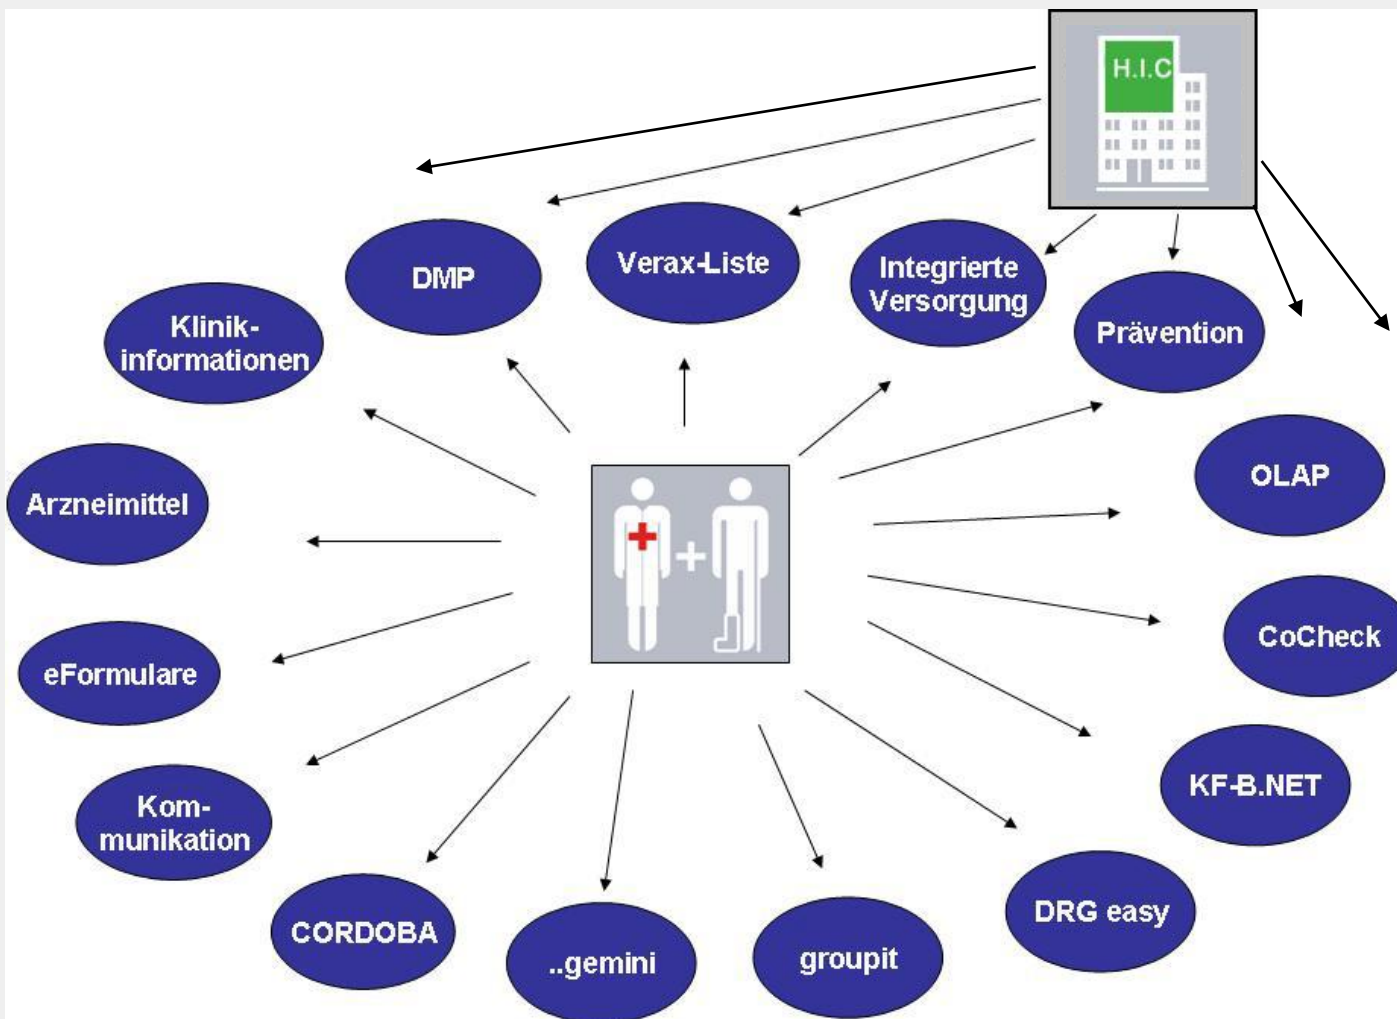 H.I.C
DMP
Verax-Liste
Integrierte
Versorgung
Prävention
Klinik-
informationen
Arzneimittel
OLAP
eFormulare
CoCheck
Kom-
munikation
KF-B.NET
CORDOBA
..gemini
groupit
DRG easy